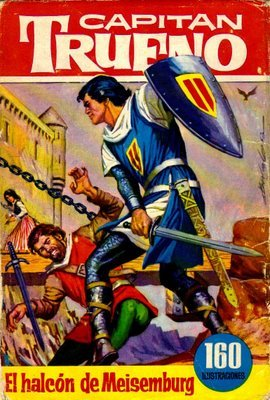 CAPITAN
TRUENO
160
ILUSTRACIONES
El halcón de Meisemburg